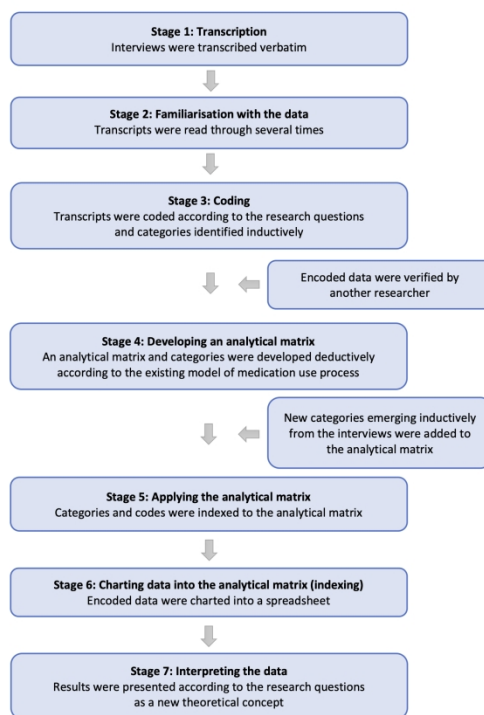 Stage 1: Transcription
Interviews were transcribed verbatim
Stage 2: Familiarisation with the data
Transcripts were read through several times
Stage 3: Coding
Transcripts were coded according to the research questions
and categories identified inductively
Encoded data were verified by
another researcher
Stage 4: Developing an analytical matrix
An analytical matrix and categories were developed deductively
according to the existing model of medication use process
New categories emerging inductively
from the interviews were added to
the analytical matrix
Stage 5: Applying the analytical matrix
Categories and codes were indexed to the analytical matrix
Stage 6: Charting data into the analytical matrix (indexing)
Encoded data were charted into a spreadsheet
Stage 7: Interpreting the data
Results were presented according to the research questions
as a new theoretical concept